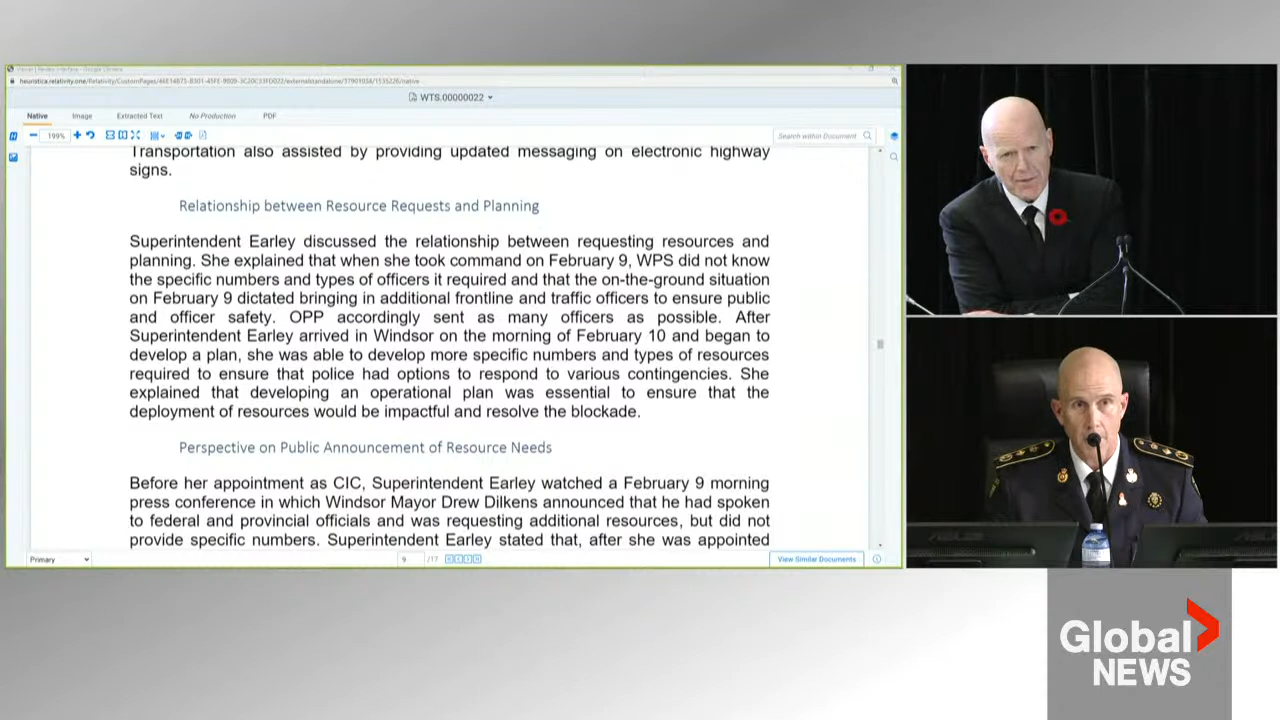 heuristica.relativity.one/Relativity/CustomPages/
WTS.00000022
Native Image Extracted Text No Production PDF
199%
Search within Document
Transportation also assisted by providing updated messaging on electronic highway
signs.
Relationship between Resource Requests and Planning
Superintendent Earley discussed the relationship between requesting resources and
planning. She explained that when she took command on February 9, WPS did not know
the specific numbers and types of officers it required and that the on-the-ground situation
on February 9 dictated bringing in additional frontline and traffic officers to ensure public
and officer safety. OPP accordingly sent as many officers as possible. After
Superintendent Earley arrived in Windsor on the morning of February 10 and began to
develop a plan, she was able to develop more specific numbers and types of resources
required to ensure that police had options to respond to various contingencies. She
explained that developing an operational plan was essential to ensure that the
deployment of resources would be impactful and resolve the blockade.
Perspective on Public Announcement of Resource Needs
Before her appointment as CIC, Superintendent Earley watched a February 9 morning
press conference in which Windsor Mayor Drew Dilkens announced that he had spoken
to federal and provincial officials and was requesting additional resources, but did not
provide specific numbers. Superintendent Earley stated that, after she was appointed
Primary
9 /17
View Similar Documents
Global
NEWS